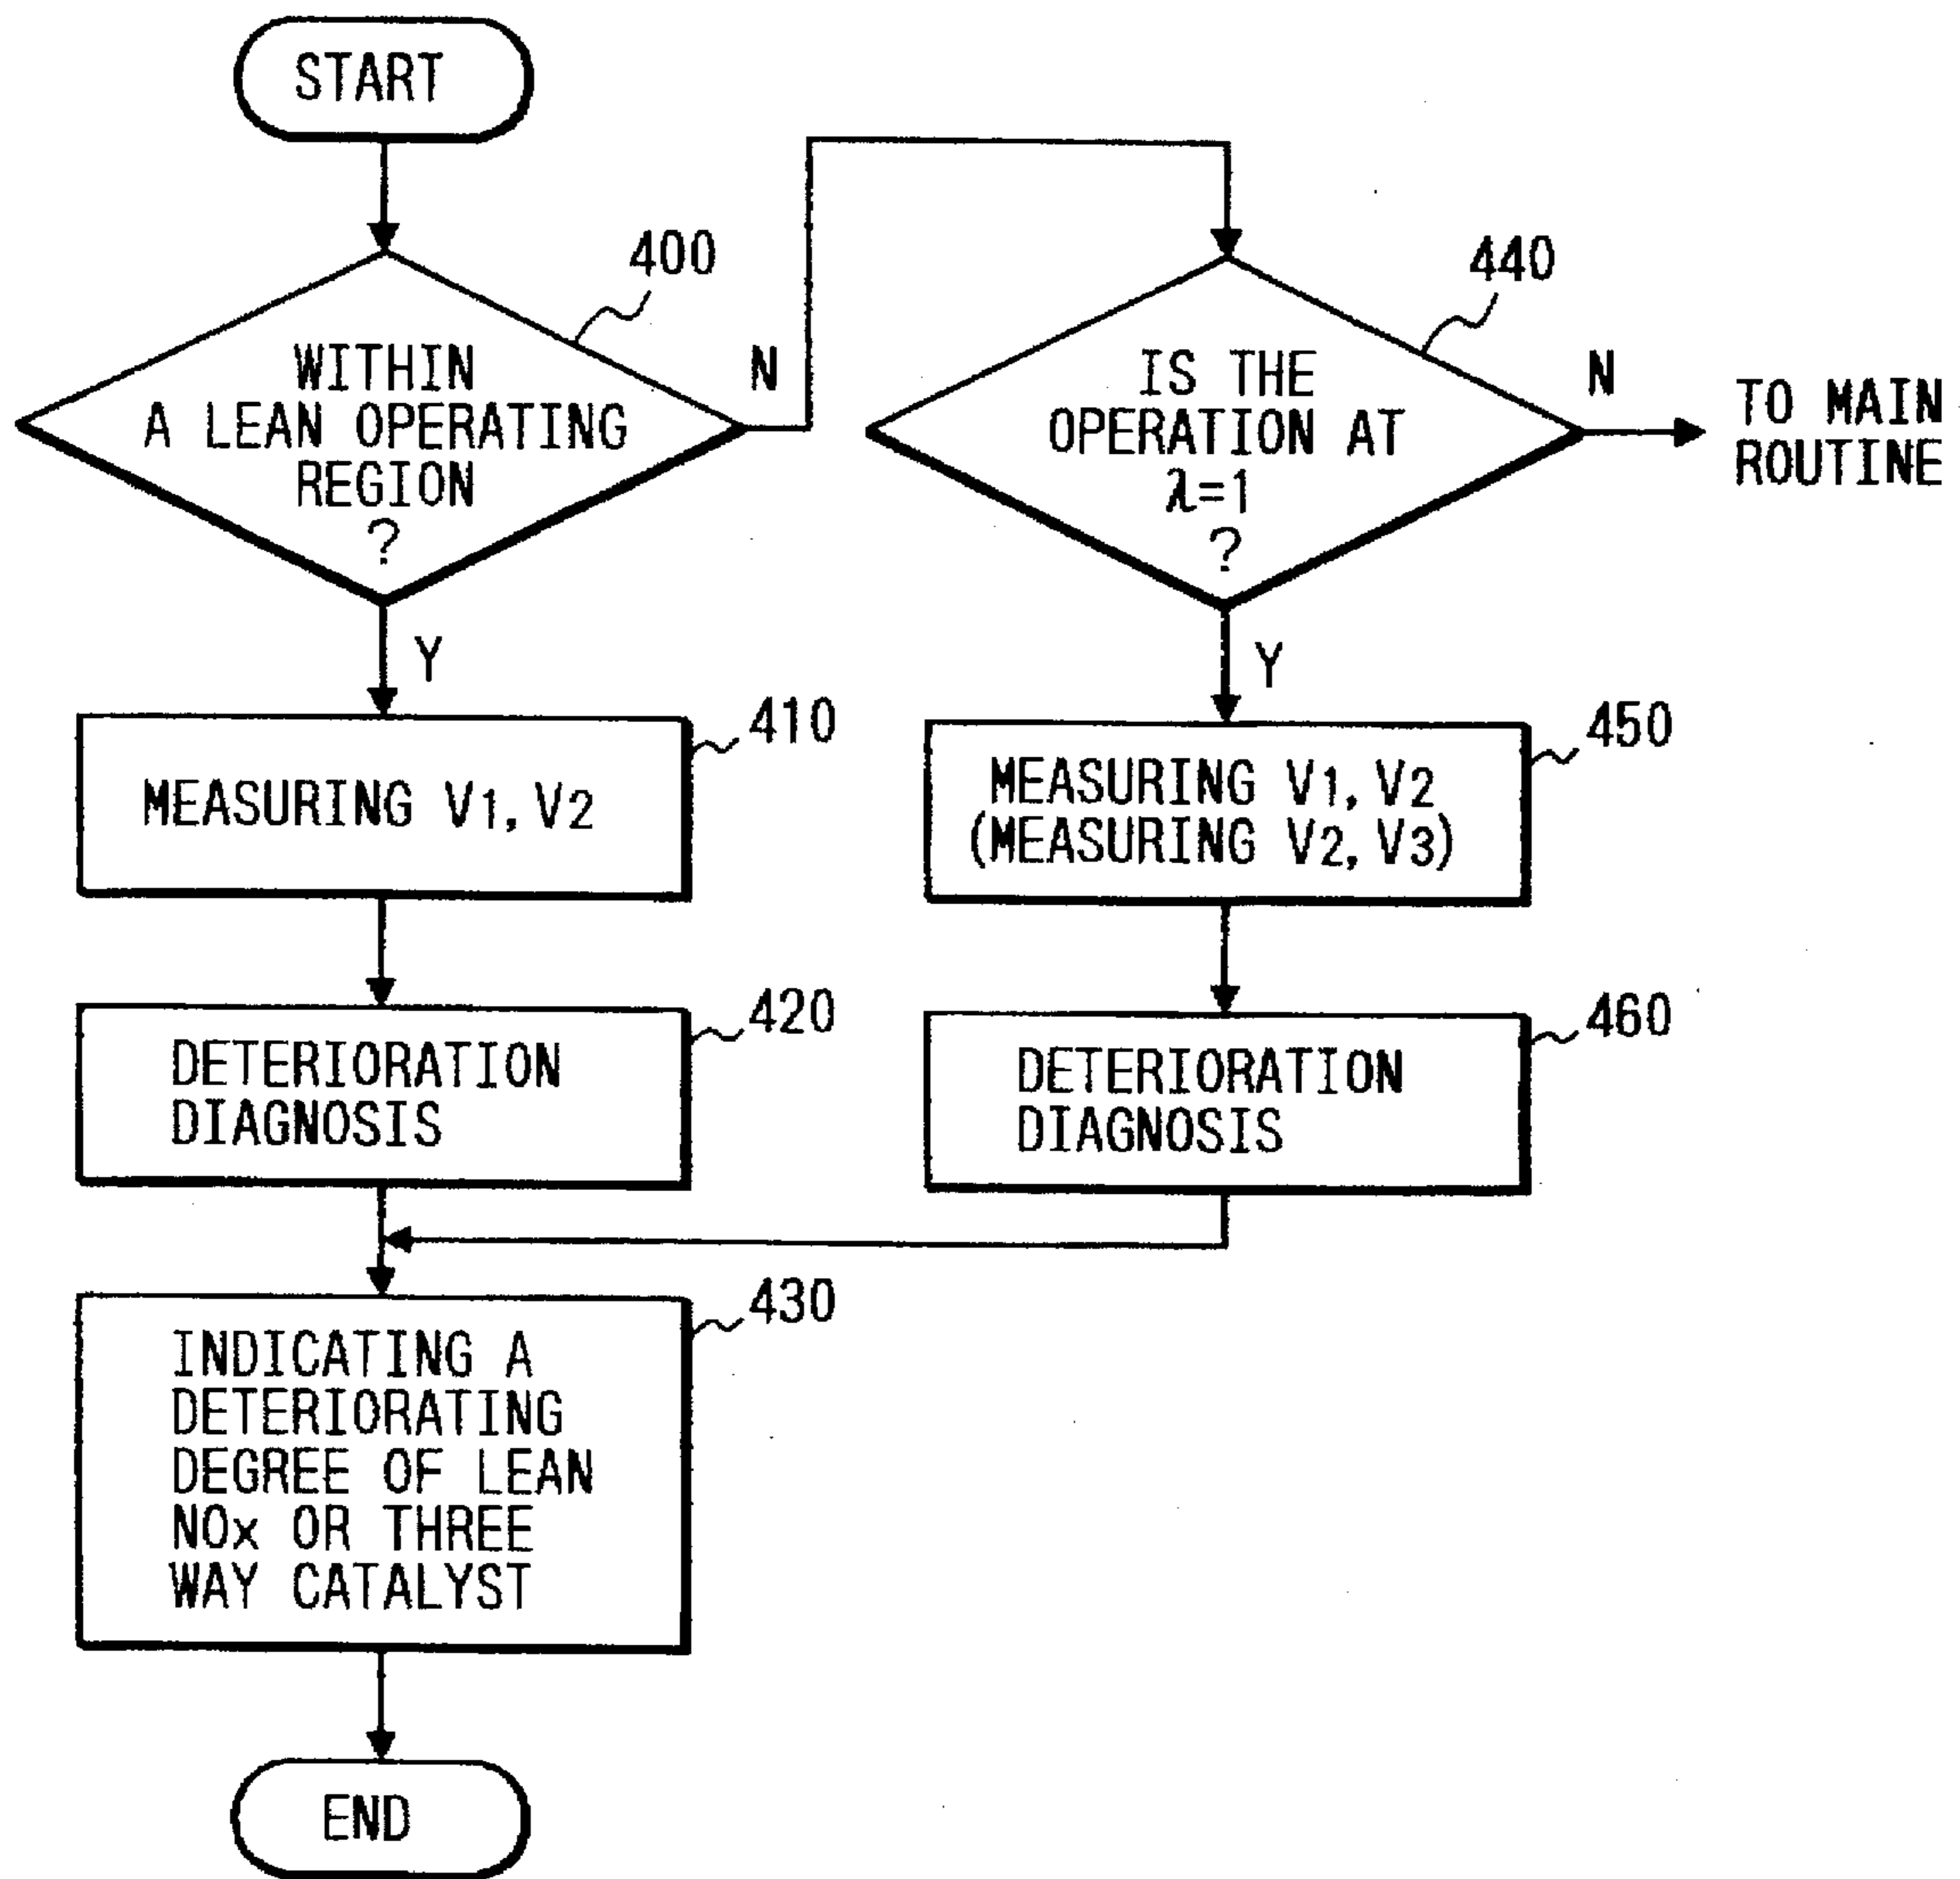 START
400
WITHIN
A LEAN OPERATING
REGION
?
N
Y
440
IS THE
OPERATION AT
λ=1
?
N
TO MAIN
ROUTINE
Y
410
MEASURING V1, V2
450
MEASURING V1, V2
(MEASURING V2, V3)
420
DETERIORATION
DIAGNOSIS
460
DETERIORATION
DIAGNOSIS
430
INDICATING A
DETERIORATING
DEGREE OF LEAN
NOx OR THREE
WAY CATALYST
END